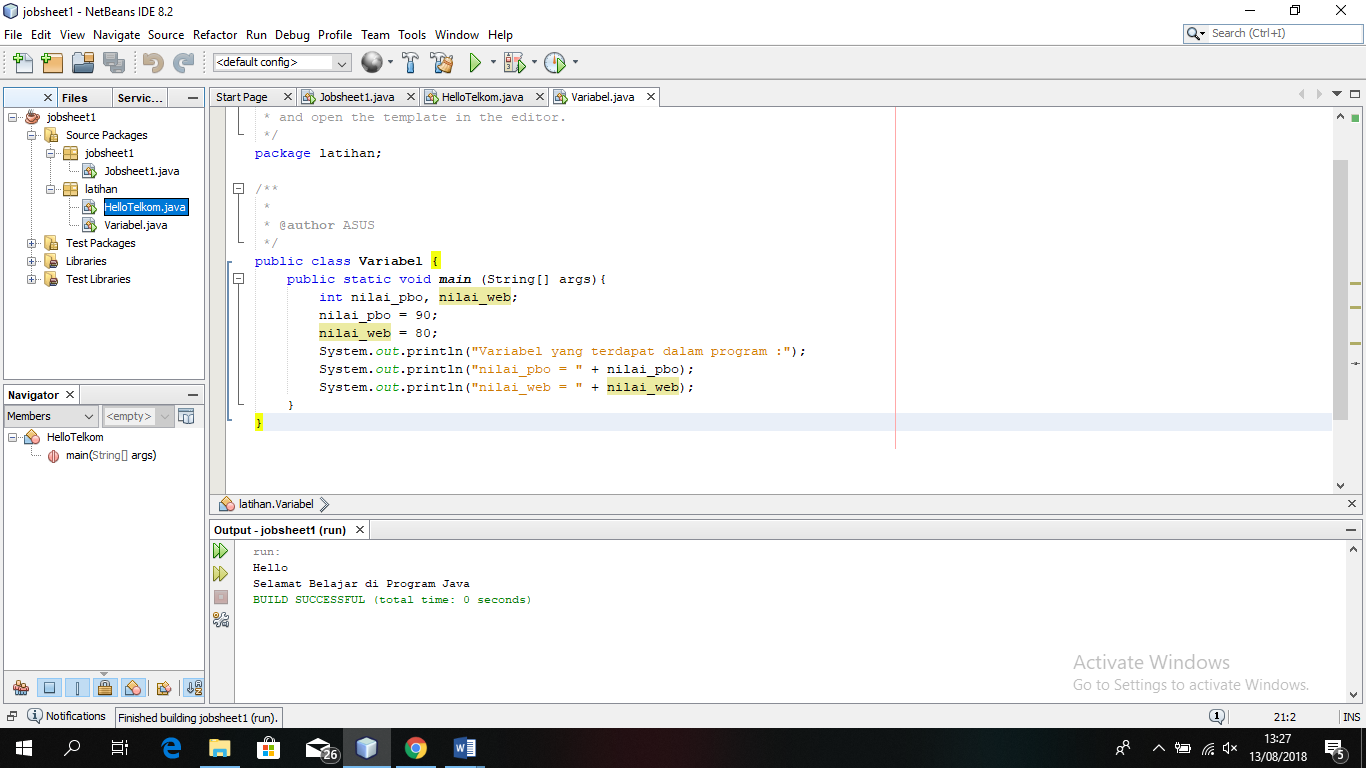 jobsheet1 - NetBeans IDE 8.2
File Edit View Navigate Source Refactor Run Debug Profile Team Tools Window Help
Search (Ctrl+I)
<default config>
Files Servic...
Start Page Jobsheet1.java HelloTelkom.java Variabel.java
jobsheet1
Source Packages
jobsheet1
Jobsheet1.java
latihan
HelloTelkom.java
Variabel.java
Test Packages
Libraries
Test Libraries
* and open the template in the editor.
*/
package latihan;
/**
*
* @author ASUS
*/
public class Variabel {
public static void main (String[] args){
int nilai_pbo, nilai_web;
nilai_pbo = 90;
nilai_web = 80;
System.out.println("Variabel yang terdapat dalam program :");
System.out.println("nilai_pbo = " + nilai_pbo);
System.out.println("nilai_web = " + nilai_web);
}
}
latihan.Variabel
Navigator
Members <empty>
HelloTelkom
main(String[] args)
Output - jobsheet1 (run)
run:
Hello
Selamat Belajar di Program Java
BUILD SUCCESSFUL (total time: 0 seconds)
Activate Windows
Go to Settings to activate Windows.
Notifications Finished building jobsheet1 (run).
1 21:2 INS
26
13:27
13/08/2018
5